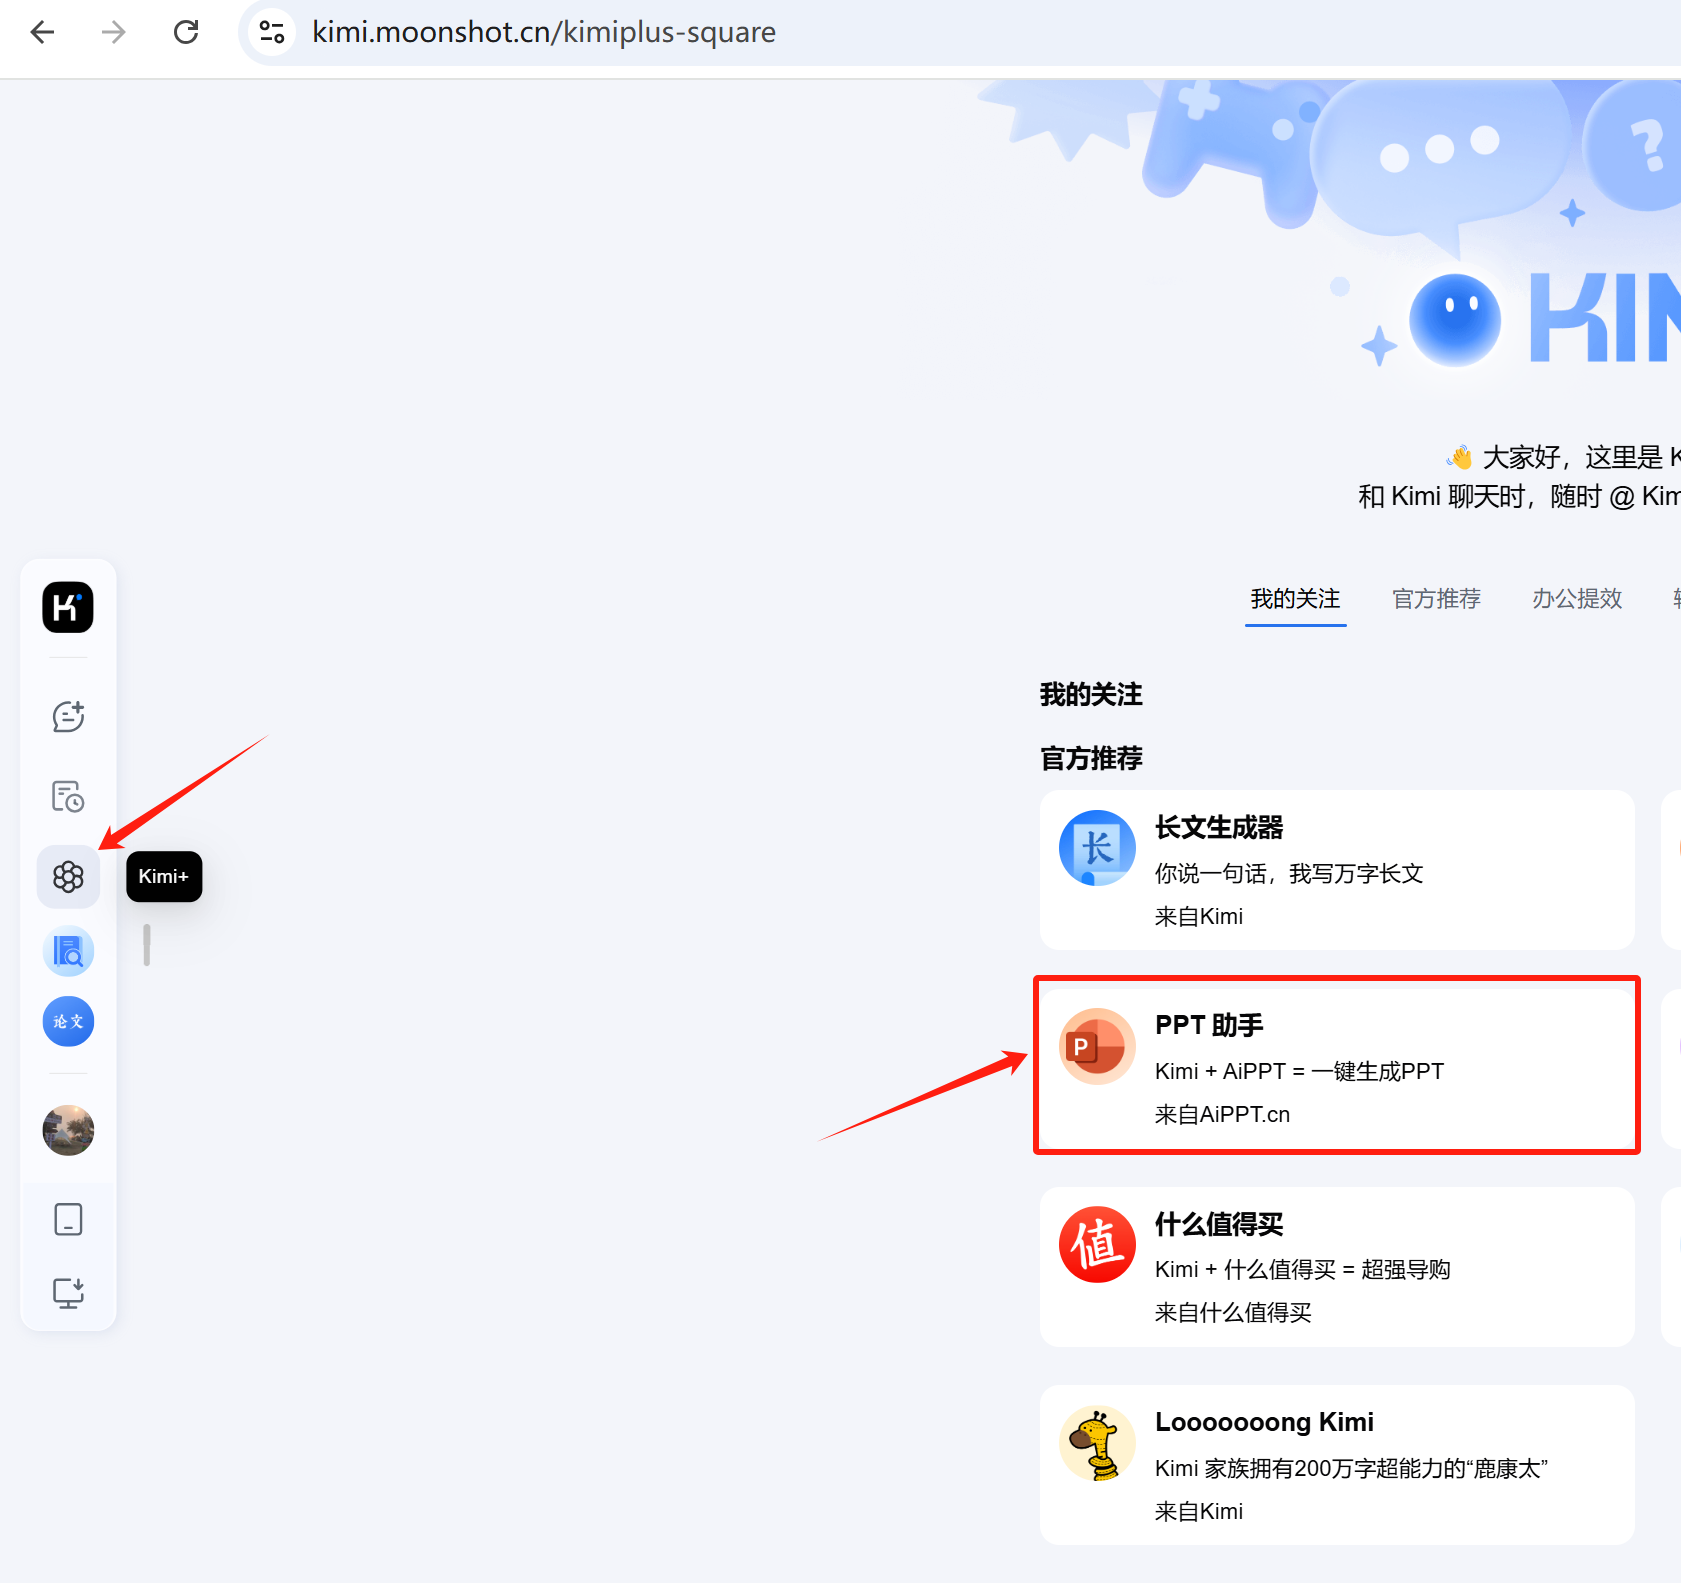 kimi.moonshot.cn/kimiplus-square
?
KIM
👋 大家好，这里是 K
和 Kimi 聊天时，随时 @ Kim
我的关注 官方推荐 办公提效
我的关注
官方推荐
长
长文生成器
你说一句话，我写万字长文
来自Kimi
Kimi+
论文
P
PPT 助手
Kimi + AiPPT = 一键生成PPT
来自AiPPT.cn
值
什么值得买
Kimi + 什么值得买 = 超强导购
来自什么值得买
Looooooong Kimi
Kimi 家族拥有200万字超能力的“鹿康太”
来自Kimi